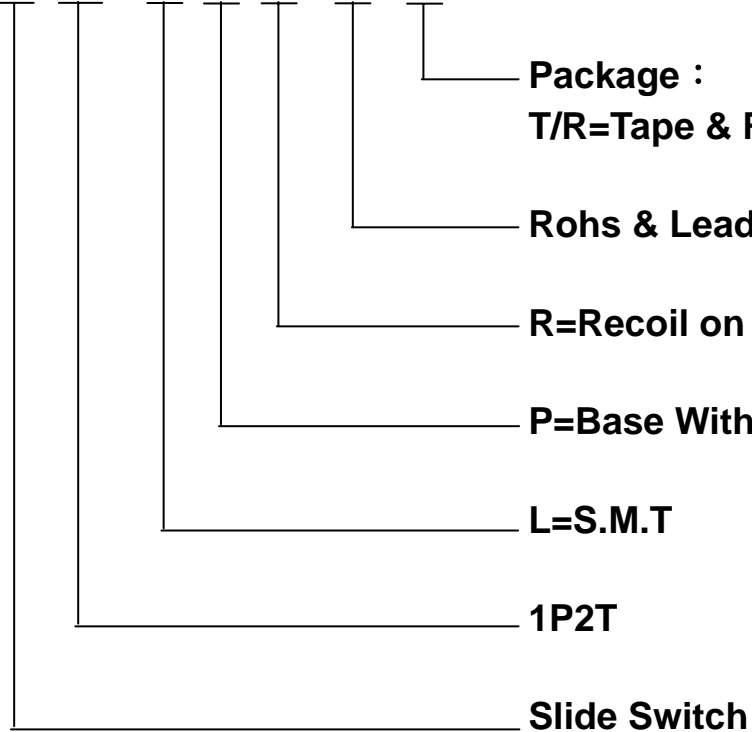 Package：
T/R=Tape &
Rohs & Lead
R=Recoil on
P=Base With
L=S.M.T
1P2T
Slide Switch